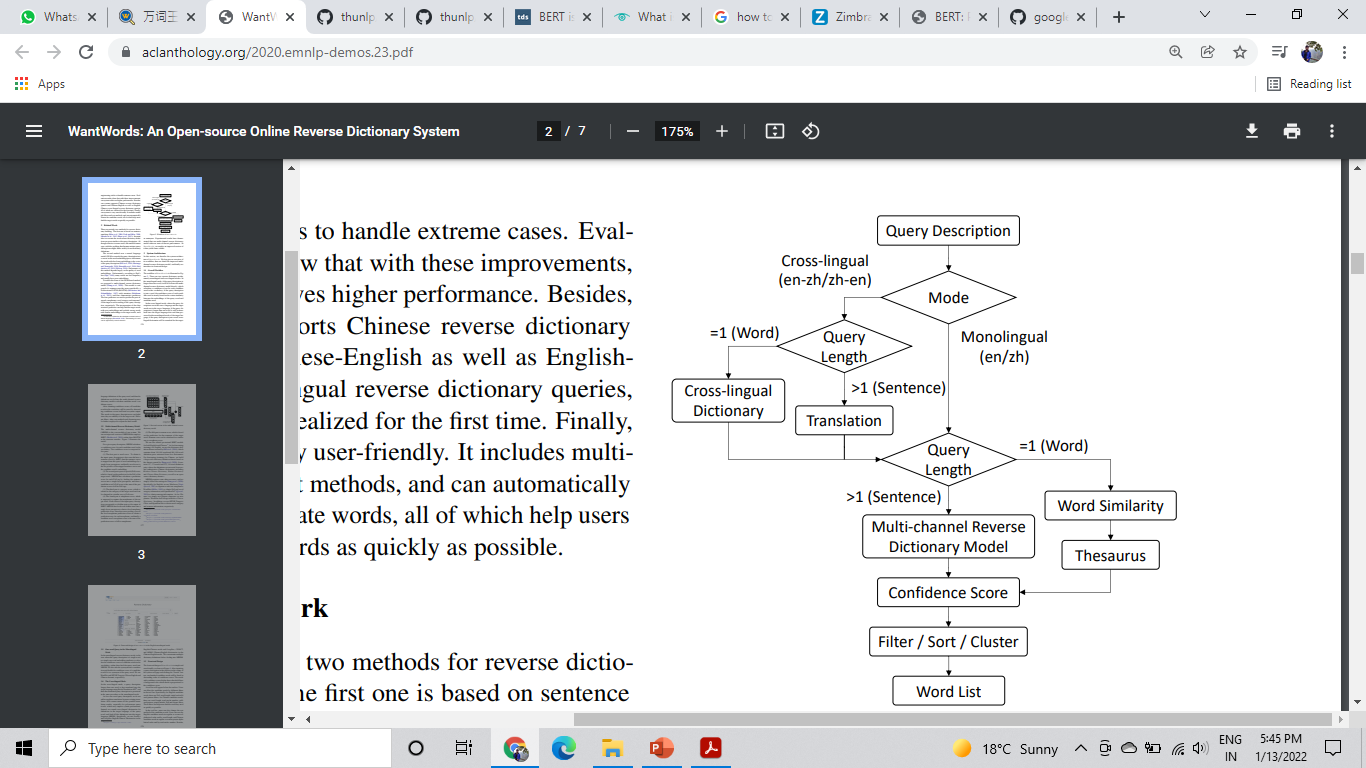 Whats
万词王
WantW
thunlp
thunlp
tds
BERT is
What i
how to
Zimbra
BERT:
google
aclanthology.org/2020.emnlp-demos.23.pdf
Apps
Reading list
WantWords: An Open-source Online Reverse Dictionary System
2 / 7
175%
2
3
s to handle extreme cases. Eval-
w that with these improvements,
ves higher performance. Besides,
orts Chinese reverse dictionary
ese-English as well as English-
gual reverse dictionary queries,
ealized for the first time. Finally,
y user-friendly. It includes multi-
t methods, and can automatically
ate words, all of which help users
rds as quickly as possible.
rk
two methods for reverse dictio-
ne first one is based on sentence
Query Description
Cross-lingual
(en-zh/zh-en)
Mode
=1 (Word)
Query
Length
Monolingual
(en/zh)
Cross-lingual
Dictionary
>1 (Sentence)
Translation
Query
Length
=1 (Word)
>1 (Sentence)
Word Similarity
Multi-channel Reverse
Dictionary Model
Thesaurus
Confidence Score
Filter / Sort / Cluster
Word List
Type here to search
18°C Sunny
ENG
IN
5:45 PM
1/13/2022